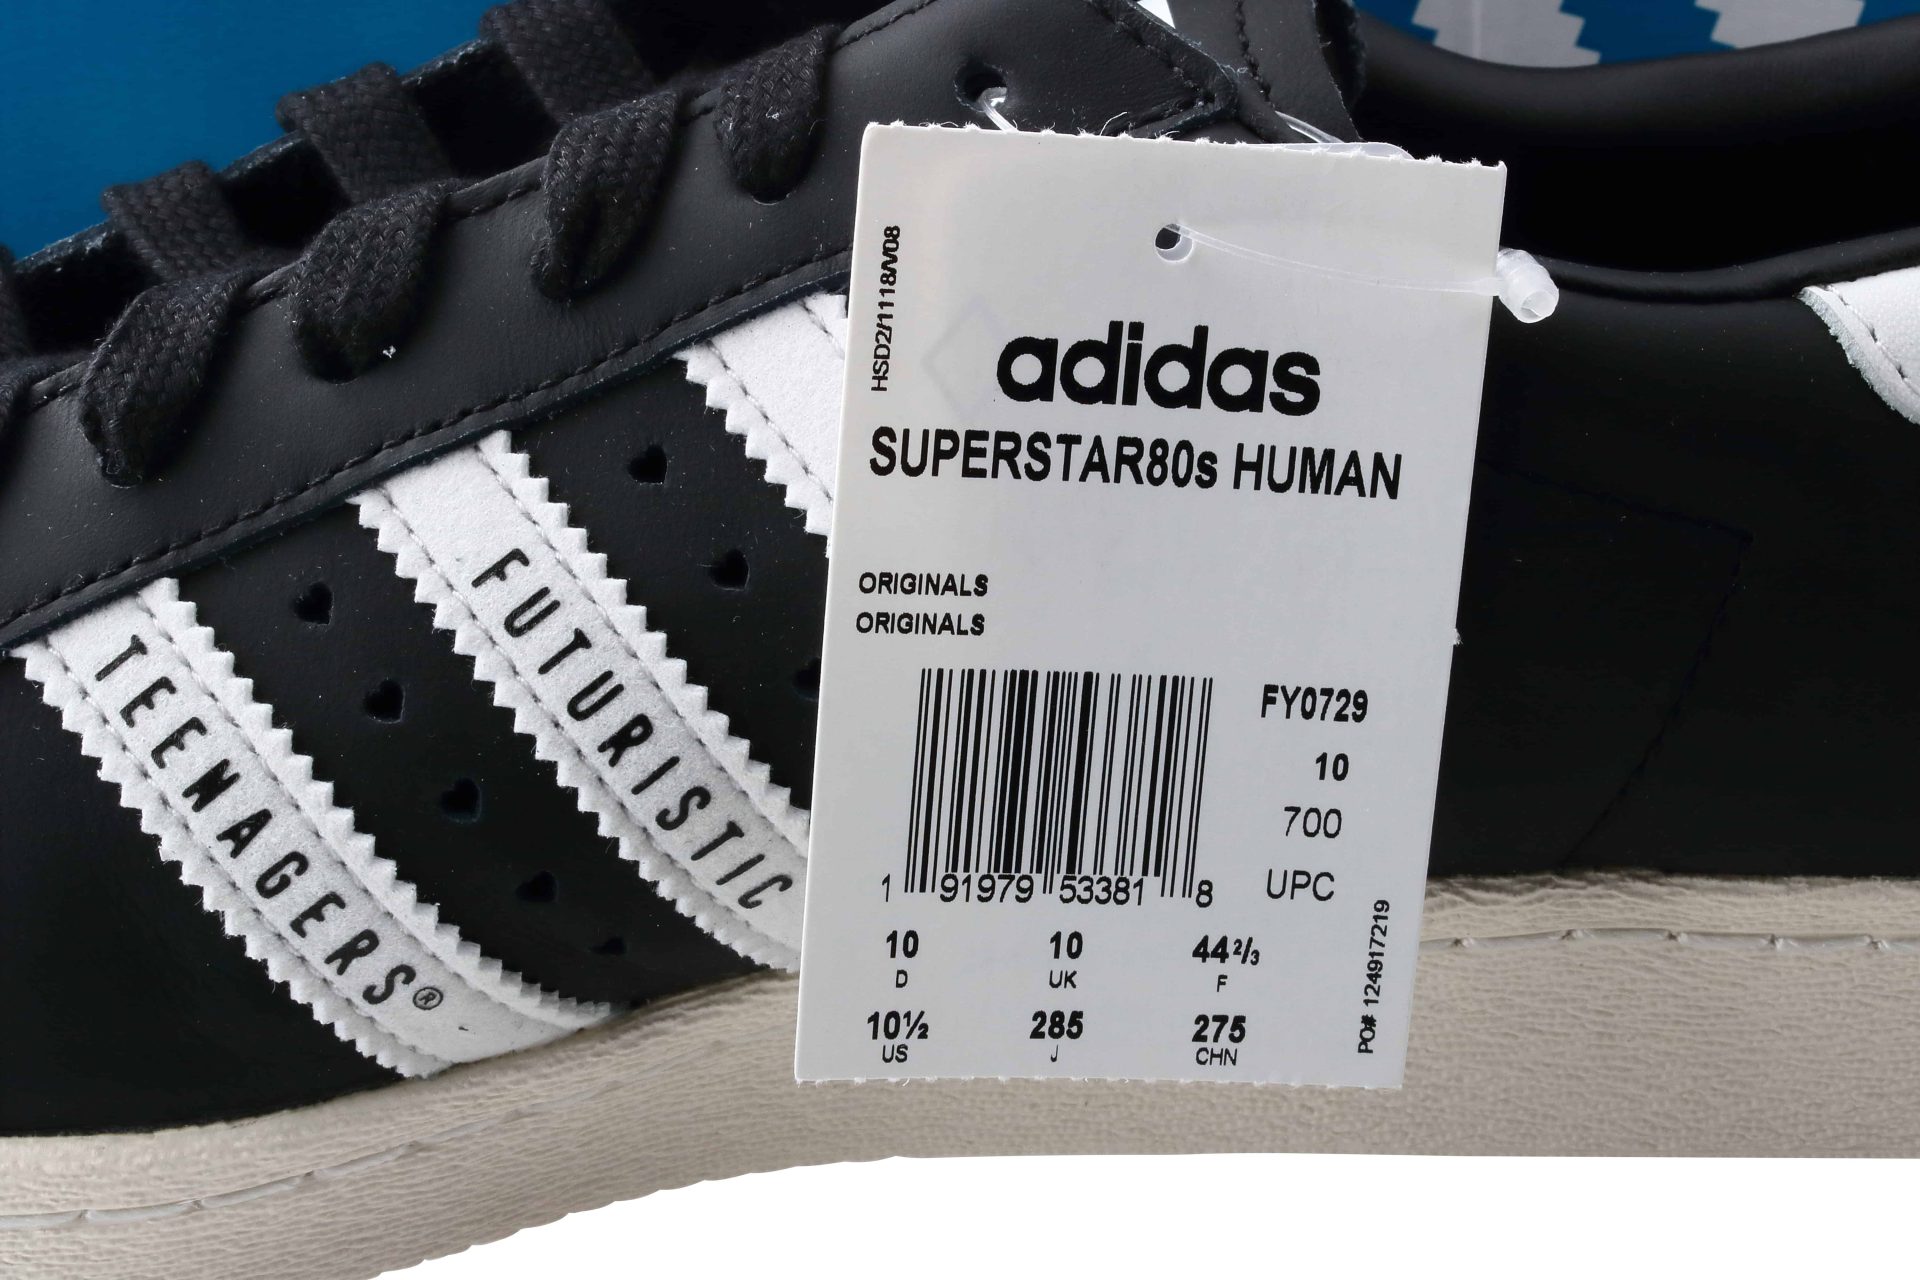 adidas
SUPERSTAR80s HUMAN
HSD2/1118/V08
ORIGINALS
ORIGINALS
FY0729
10
700
UPC
1 91979 53381 8
10 10 44 2/3
D UK F
10½ 285 275
US J CHN
PO# 124917219
FUTURISTIC
TEENAGERS®